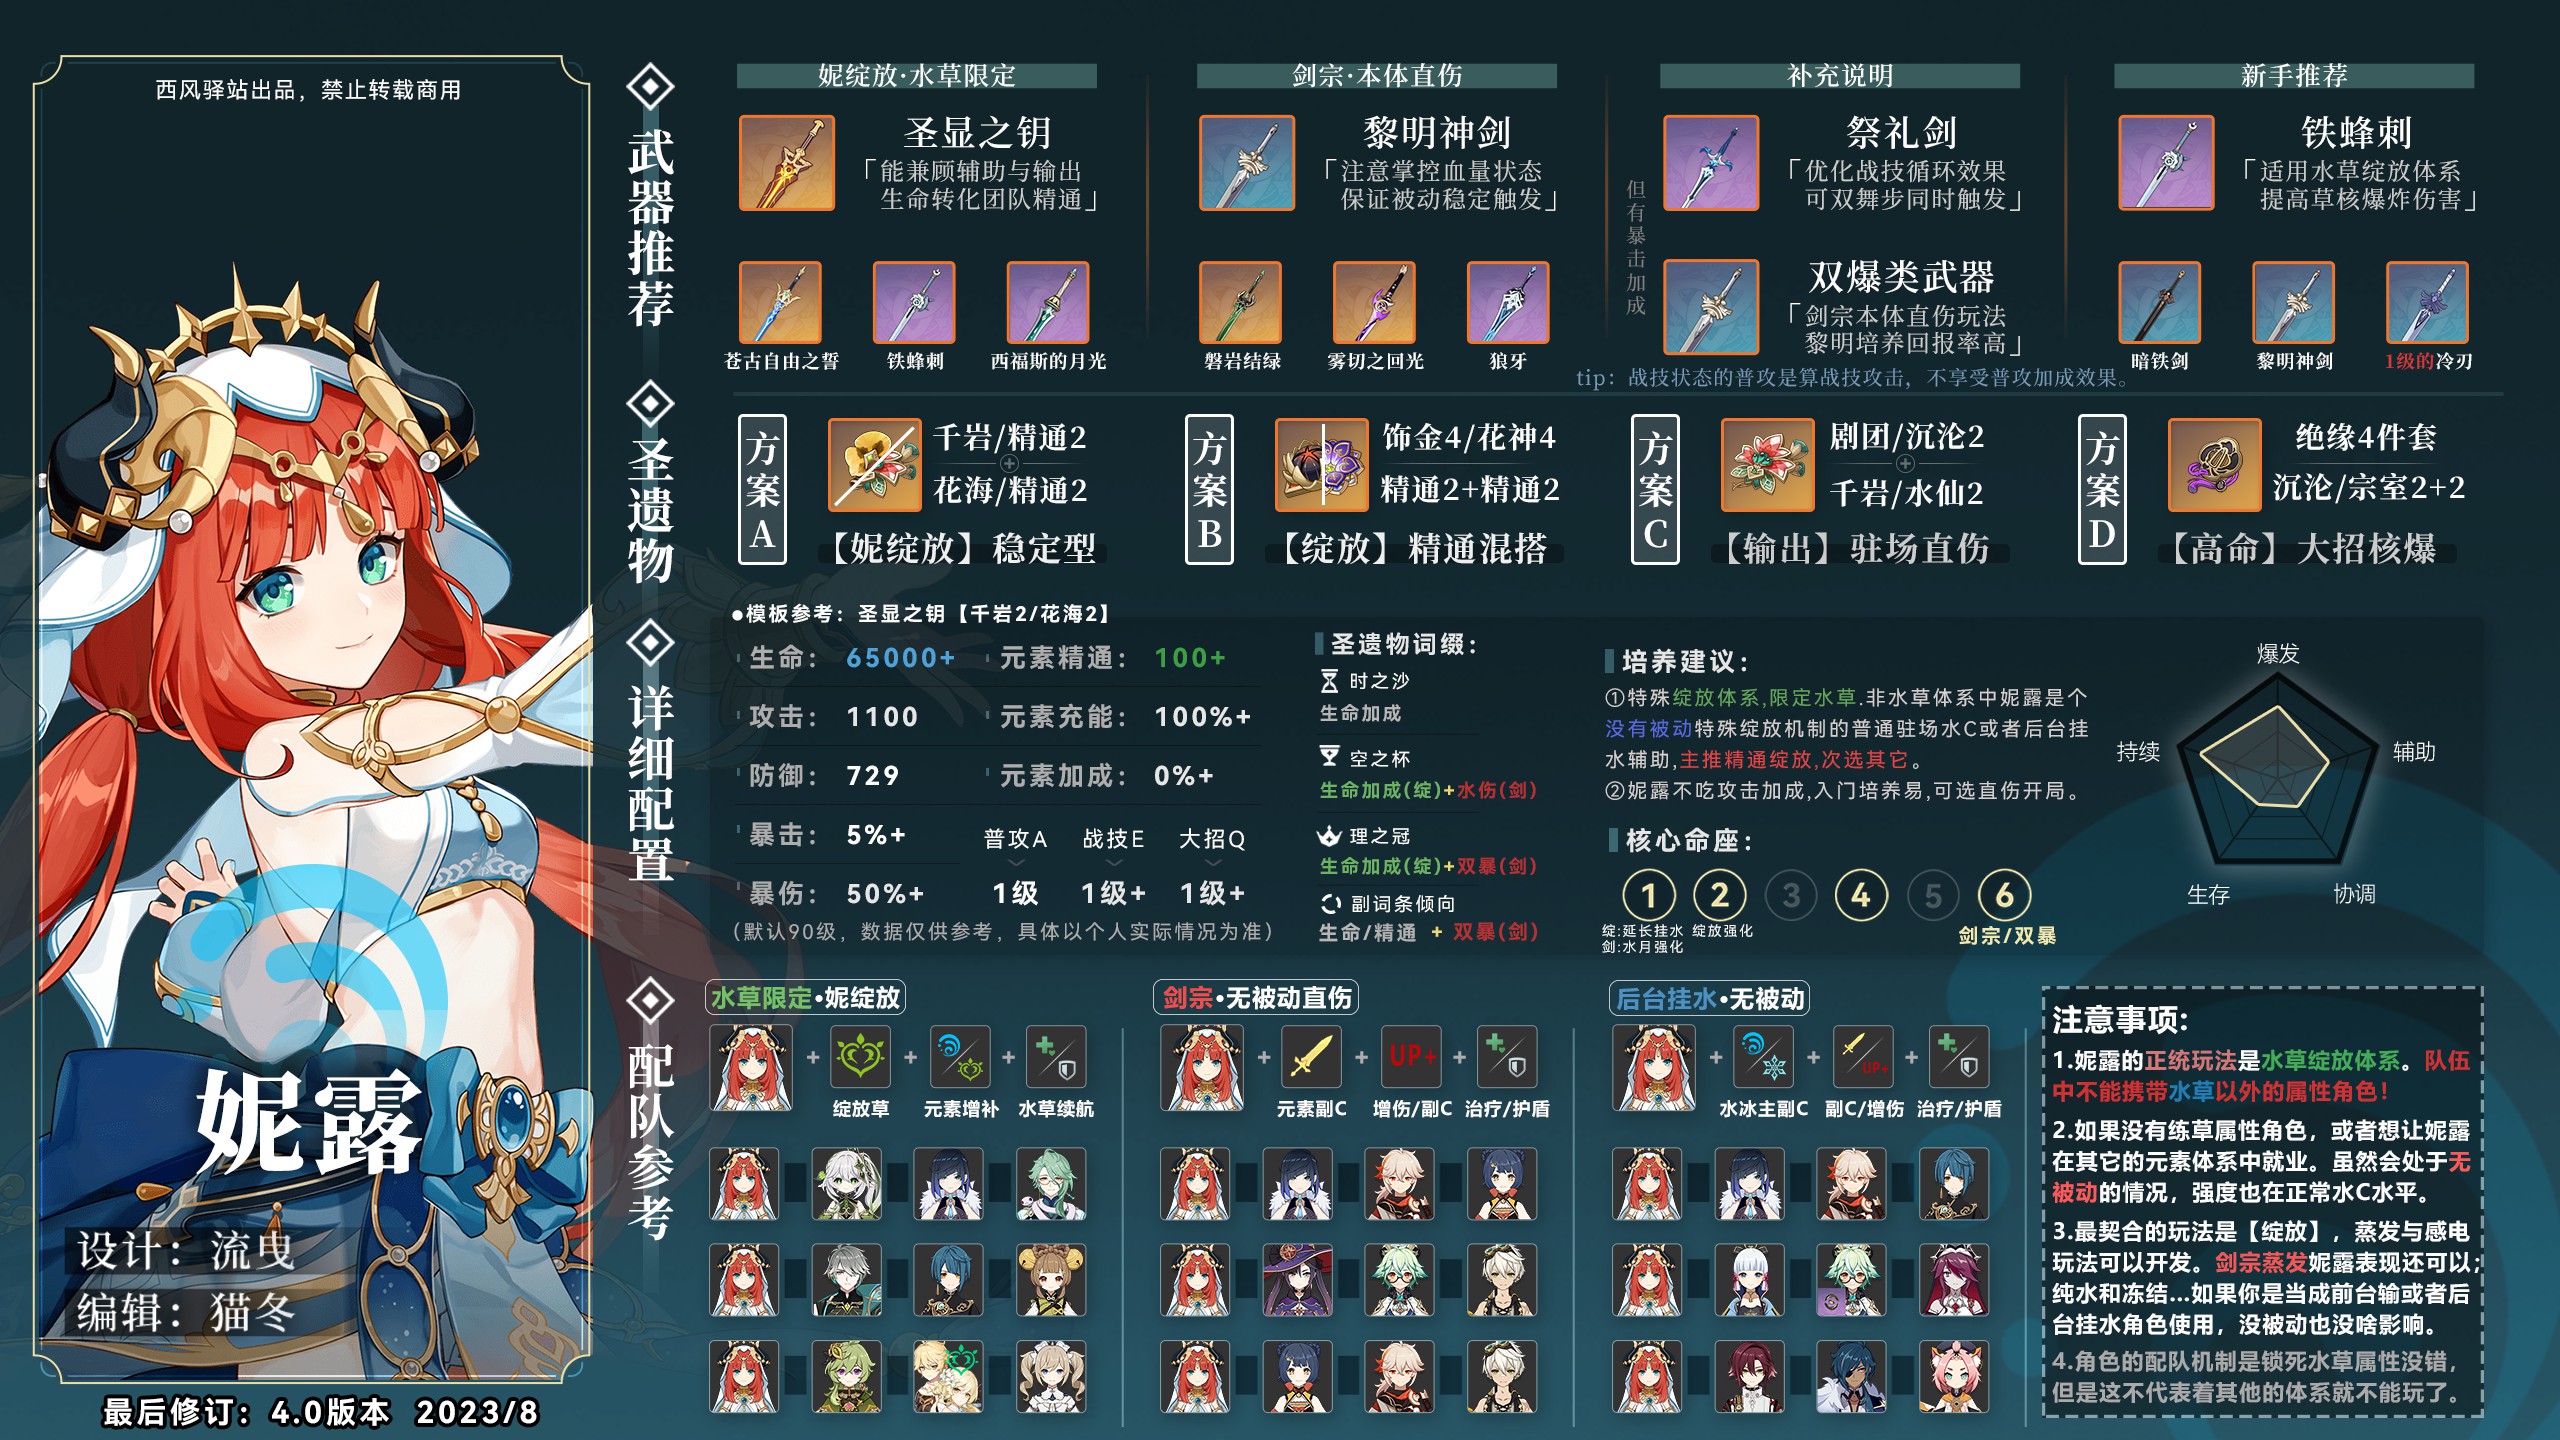 西风驿站出品，禁止转载商用
妮露
设计：流曳
编辑：猫冬
最后修订：4.0版本 2023/8
武器推荐
妮绽放·水草限定
圣显之钥
「能兼顾辅助与输出
生命转化团队精通」
苍古自由之誓
铁蜂刺
西福斯的月光
剑宗·本体直伤
黎明神剑
「注意掌控血量状态
保证被动稳定触发」
磐岩结绿
雾切之回光
狼牙
补充说明
祭礼剑
「优化战技循环效果
可双舞步同时触发」
但有暴击加成
双爆类武器
「剑宗本体直伤玩法
黎明培养回报率高」
tip：战技状态的普攻是算战技攻击，不享受普攻加成效果。
新手推荐
铁蜂刺
「适用水草绽放体系
提高草核爆炸伤害」
暗铁剑
黎明神剑
1级的冷刃
圣遗物
方案A
千岩/精通2
花海/精通2
【妮绽放】稳定型
方案B
饰金4/花神4
精通2+精通2
【绽放】精通混搭
方案C
剧团/沉沦2
千岩/水仙2
【输出】驻场直伤
方案D
绝缘4件套
沉沦/宗室2+2
【高命】大招核爆
详细配置
●模板参考：圣显之钥【千岩2/花海2】
生命：65000+ 元素精通：100+
攻击：1100 元素充能：100%+
防御：729 元素加成：0%+
暴击：5%+ 普攻A 战技E 大招Q
暴伤：50%+ 1级 1级+ 1级+
(默认90级，数据仅供参考，具体以个人实际情况为准)
圣遗物词缀：
时之沙
生命加成
空之杯
生命加成(绽)+水伤(剑)
理之冠
生命加成(绽)+双暴(剑)
副词条倾向
生命/精通 + 双暴(剑)
培养建议：
①特殊绽放体系,限定水草.非水草体系中妮露是个
没有被动特殊绽放机制的普通驻场水C或者后台挂
水辅助,主推精通绽放,次选其它。
②妮露不吃攻击加成,入门培养易,可选直伤开局。
核心命座：
1 2 3 4 5 6
绽:延长挂水 绽放强化
剑:水月强化
剑宗/双暴
爆发
持续
辅助
生存
协调
配队参考
水草限定•妮绽放
+ + +
绽放草 元素增补 水草续航
剑宗•无被动直伤
+ + UP+ +
元素副C 增伤/副C 治疗/护盾
后台挂水•无被动
+ + UP+ +
水冰主副C 副C/增伤 治疗/护盾
注意事项:
1.妮露的正统玩法是水草绽放体系。队伍
中不能携带水草以外的属性角色！
2.如果没有练草属性角色，或者想让妮露
在其它的元素体系中就业。虽然会处于无
被动的情况，强度也在正常水C水平。
3.最契合的玩法是【绽放】，蒸发与感电
玩法可以开发。剑宗蒸发妮露表现还可以;
纯水和冻结...如果你是当成前台输或者后
台挂水角色使用，没被动也没啥影响。
4.角色的配队机制是锁死水草属性没错，
但是这不代表着其他的体系就不能玩了。